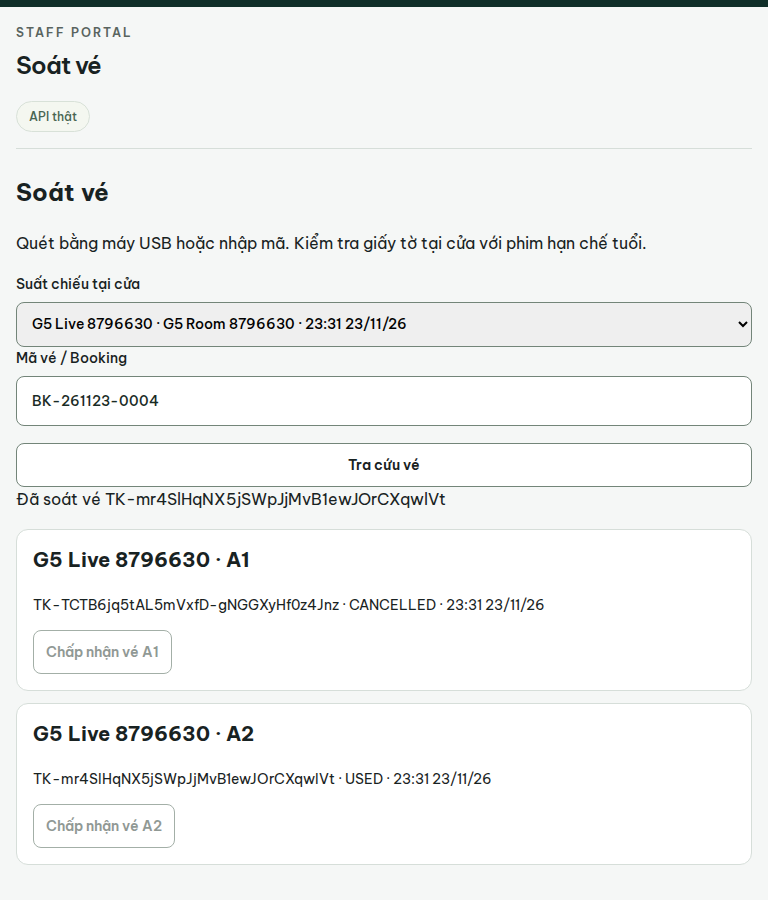 STAFF PORTAL
Soát vé
API thật
Soát vé
Quét bằng máy USB hoặc nhập mã. Kiểm tra giấy tờ tại cửa với phim hạn chế tuổi.
Suất chiếu tại cửa
G5 Live 8796630 · G5 Room 8796630 · 23:31 23/11/26
Mã vé / Booking
BK-261123-0004
Tra cứu vé
Đã soát vé TK-mr4SlHqNX5jSWpJjMvB1ewJOrCXqwlVt
G5 Live 8796630 · A1
TK-TCTB6jq5tAL5mVxfD-gNGGXyHf0z4Jnz · CANCELLED · 23:31 23/11/26
Chấp nhận vé A1
G5 Live 8796630 · A2
TK-mr4SlHqNX5jSWpJjMvB1ewJOrCXqwlVt · USED · 23:31 23/11/26
Chấp nhận vé A2